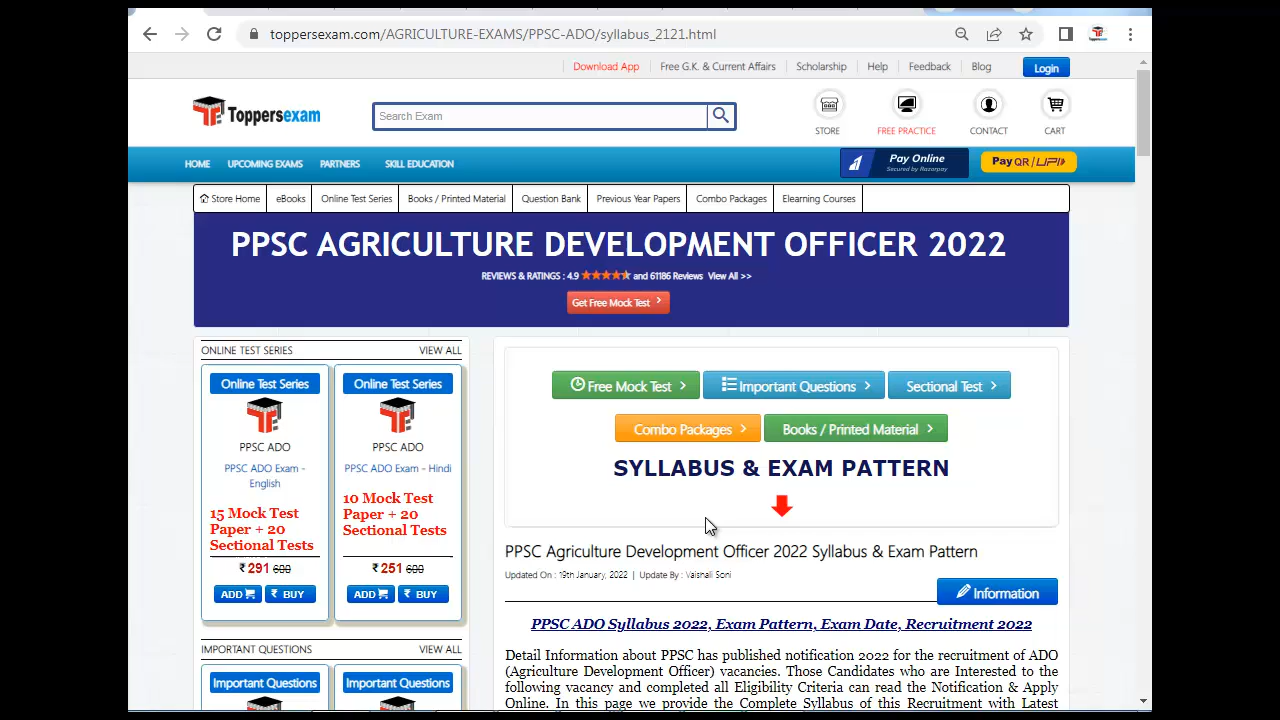 toppersexam.com/AGRICULTURE-EXAMS/PPSC-ADO/syllabus_2121.html
Download App Free G.K. & Current Affairs Scholarship Help Feedback Blog Login
Toppersexam
Search Exam
STORE FREE PRACTICE CONTACT CART
HOME UPCOMING EXAMS PARTNERS SKILL EDUCATION
Pay Online
Secured by Razorpay
Pay QR/UPI
Store Home eBooks Online Test Series Books / Printed Material Question Bank Previous Year Papers Combo Packages Elearning Courses
PPSC AGRICULTURE DEVELOPMENT OFFICER 2022
REVIEWS & RATINGS : 4.9 and 61186 Reviews View All >>
Get Free Mock Test
ONLINE TEST SERIES VIEW ALL
Online Test Series
PPSC ADO
PPSC ADO Exam -
English
15 Mock Test
Paper + 20
Sectional Tests
₹ 291 600
ADD ₹ BUY
Online Test Series
PPSC ADO
PPSC ADO Exam - Hindi
10 Mock Test
Paper + 20
Sectional Tests
₹ 251 600
ADD ₹ BUY
IMPORTANT QUESTIONS VIEW ALL
Important Questions Important Questions
Free Mock Test Important Questions Sectional Test
Combo Packages Books / Printed Material
SYLLABUS & EXAM PATTERN
PPSC Agriculture Development Officer 2022 Syllabus & Exam Pattern
Updated On : 19th January, 2022 | Update By : Vaishali Soni
Information
PPSC ADO Syllabus 2022, Exam Pattern, Exam Date, Recruitment 2022
Detail Information about PPSC has published notification 2022 for the recruitment of ADO
(Agriculture Development Officer) vacancies. Those Candidates who are Interested to the
following vacancy and completed all Eligibility Criteria can read the Notification & Apply
Online. In this page we provide the Complete Syllabus of this Recruitment with Latest